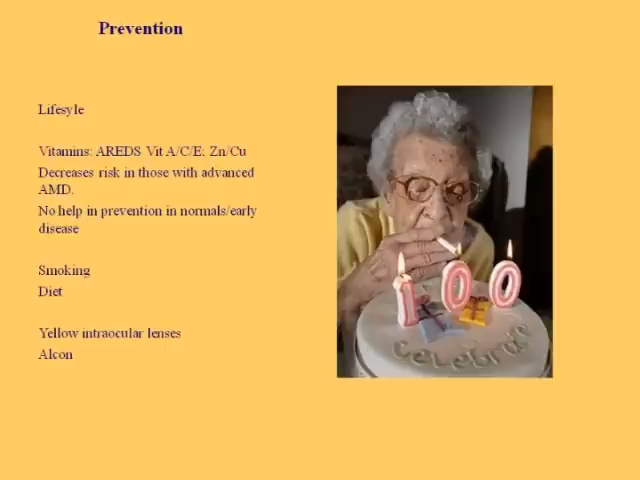 Prevention
Lifesyle
Vitamins: AREDS Vit A/C/E; Zn/Cu
Decreases risk in those with advanced
AMD.
No help in prevention in normals/early
disease
Smoking
Diet
Yellow intraocular lenses
Alcon
100
Celebrate